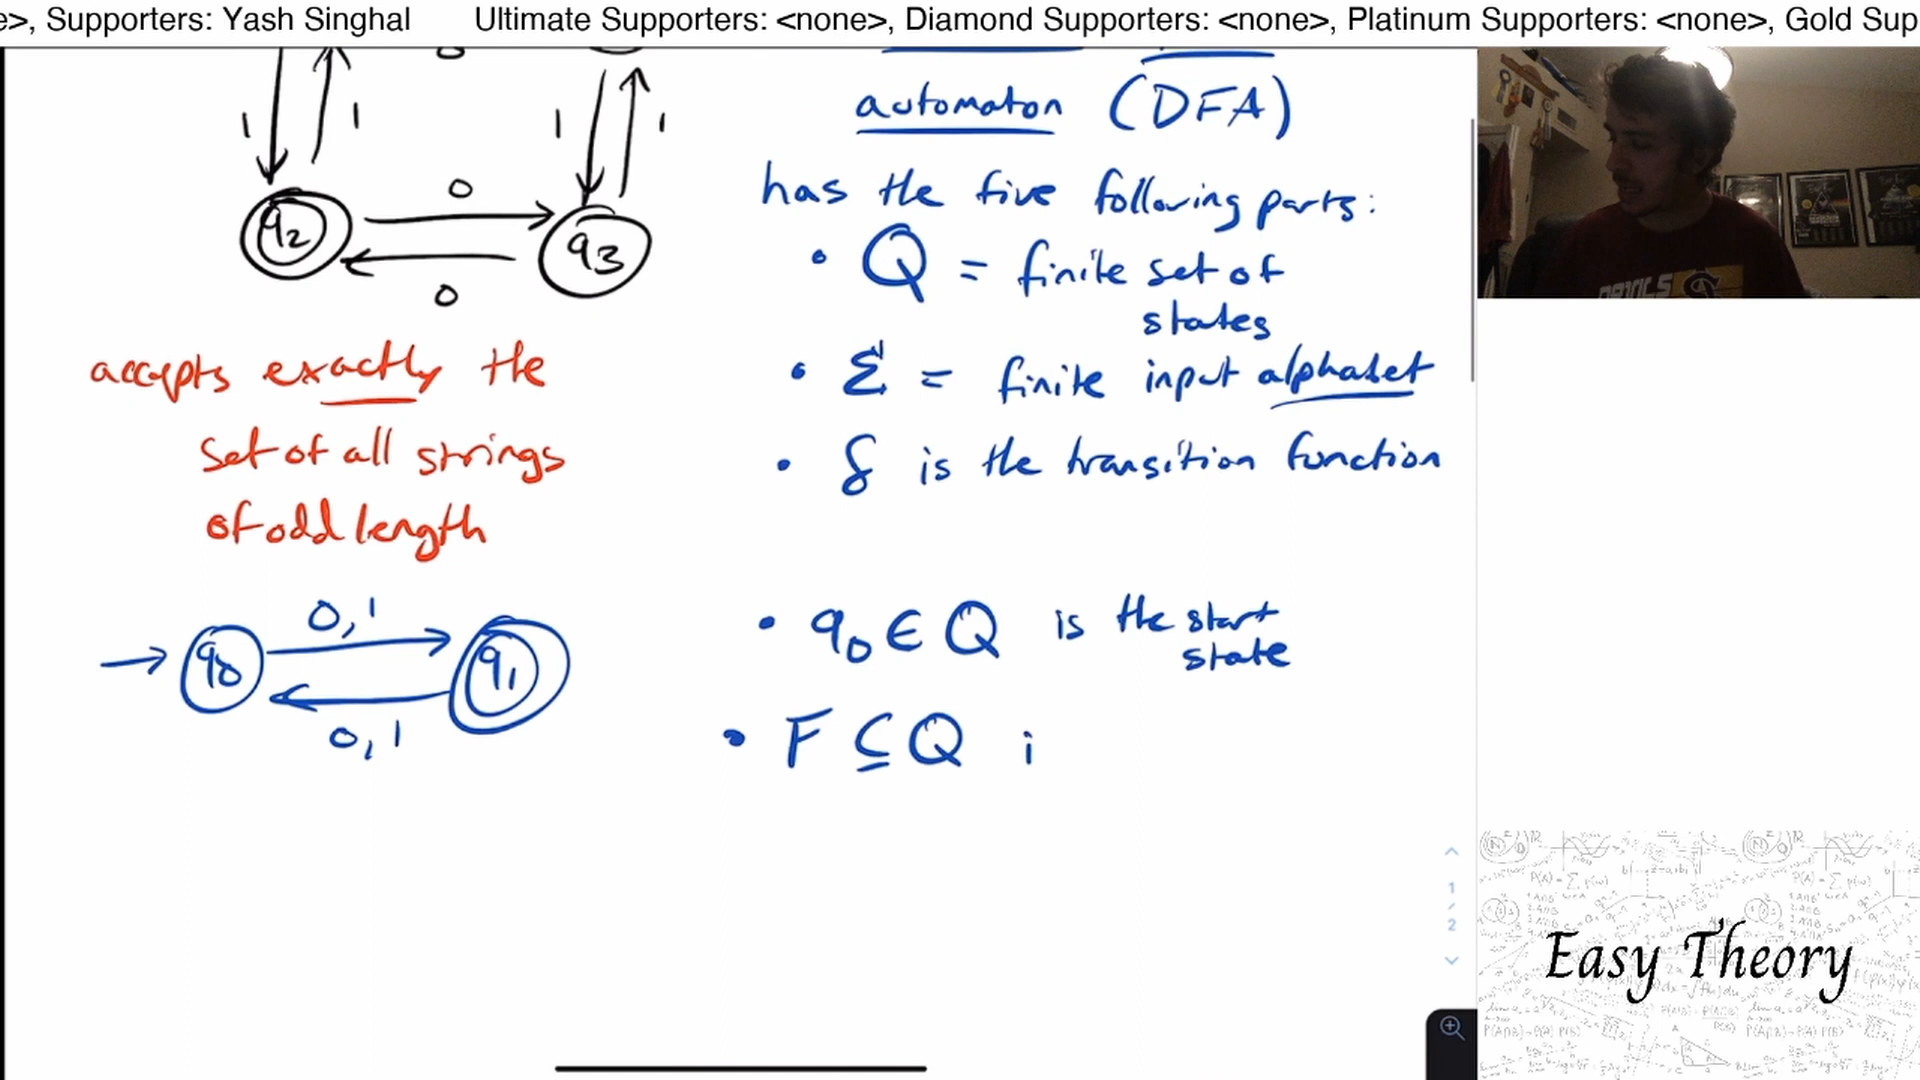 e>, Supporters: Yash Singhal Ultimate Supporters: <none>, Diamond Supporters: <none>, Platinum Supporters: <none>, Gold Sup
1 1 1 1
q2 0 q3
0
accepts exactly the
set of all strings
of odd length
0, 1
q0 q1
0, 1
automaton (DFA)
has the five following parts:
• Q = finite set of
states
• Σ = finite input alphabet
• δ is the transition function
• q0 ∈ Q is the start
state
• F ⊆ Q i
1
2
Easy Theory